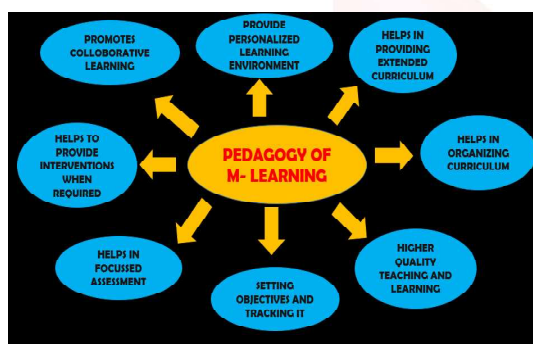 PROMOTES
COLLOBORATIVE
LEARNING
PROVIDE
PERSONALIZED
LEARNING
ENVIRONMENT
HELPS IN
PROVIDING
EXTENDED
CURRICULUM
HELPS TO
PROVIDE
INTERVENTIONS
WHEN
REQUIRED
PEDAGOGY OF
M- LEARNING
HELPS IN
ORGANIZING
CURRICULUM
HELPS IN
FOCUSSED
ASSESSMENT
SETTING
OBJECTIVES AND
TRACKING IT
HIGHER
QUALITY
TEACHING AND
LEARNING